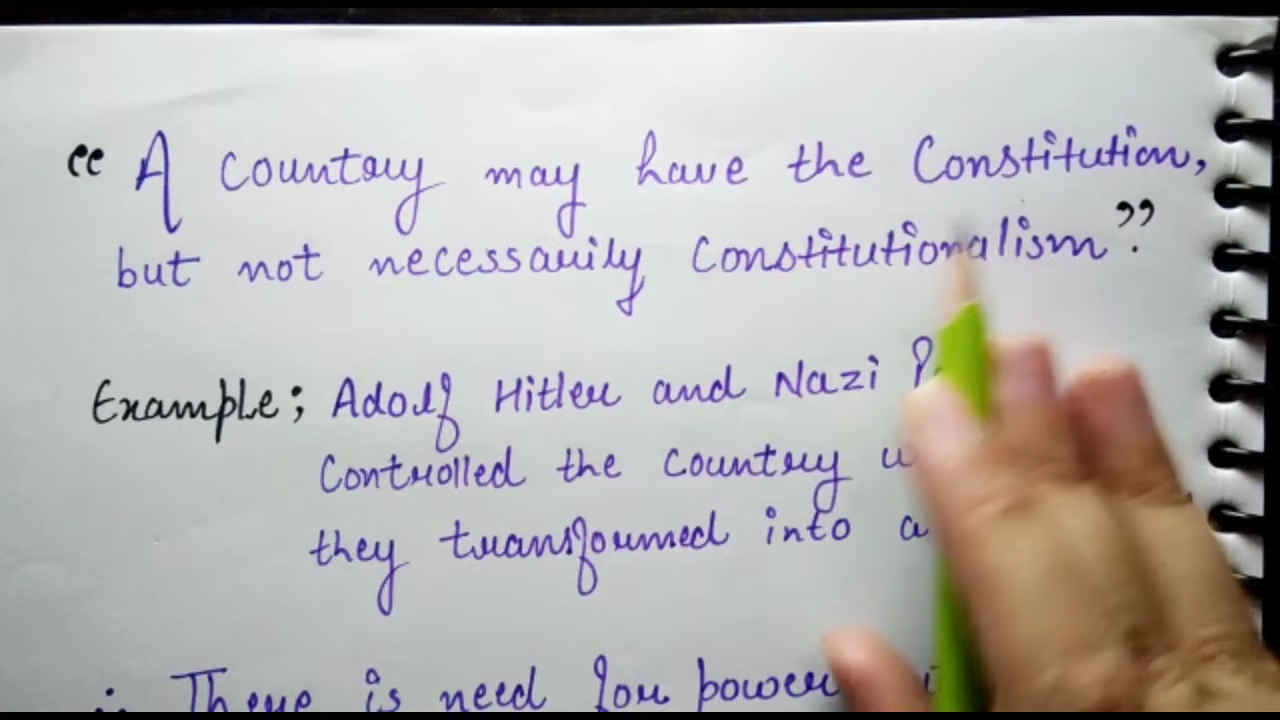 “ A Country may have the Constitution,
but not necessarily Constitutionalism”.
Example; Adolf Hitler and Nazi
Controlled the country
they transformed into a
∴ There is need for power